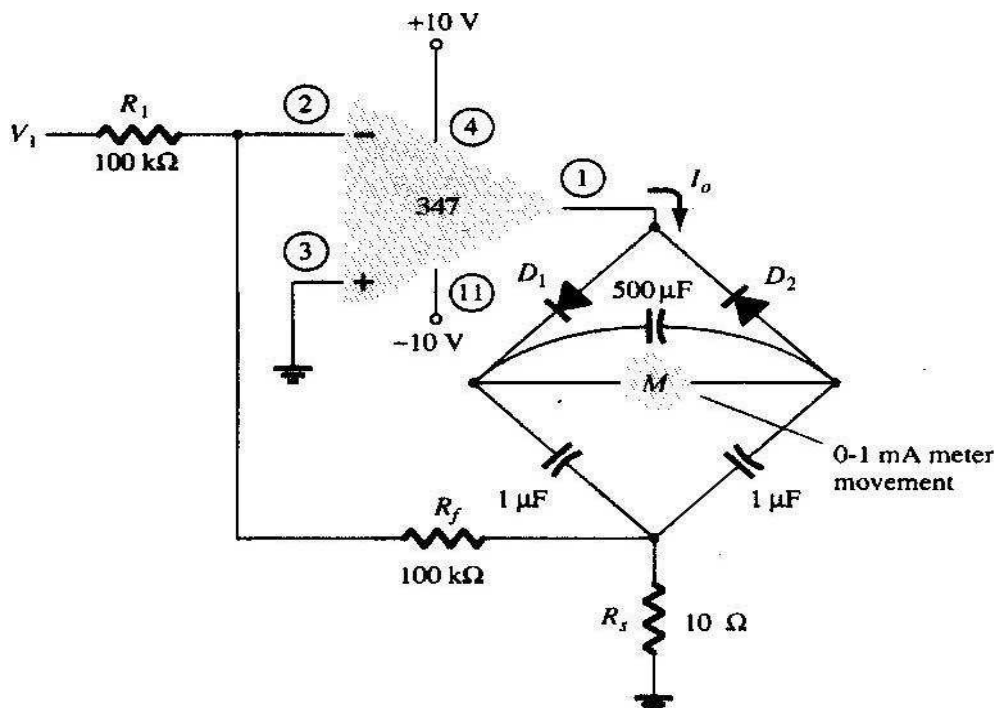 +10 V
R1
2
4
V1
100 kΩ
1
Io
347
3
D1
D2
500 μF
11
−10 V
M
0-1 mA meter
movement
1 μF
1 μF
Rf
100 kΩ
Rs
10 Ω